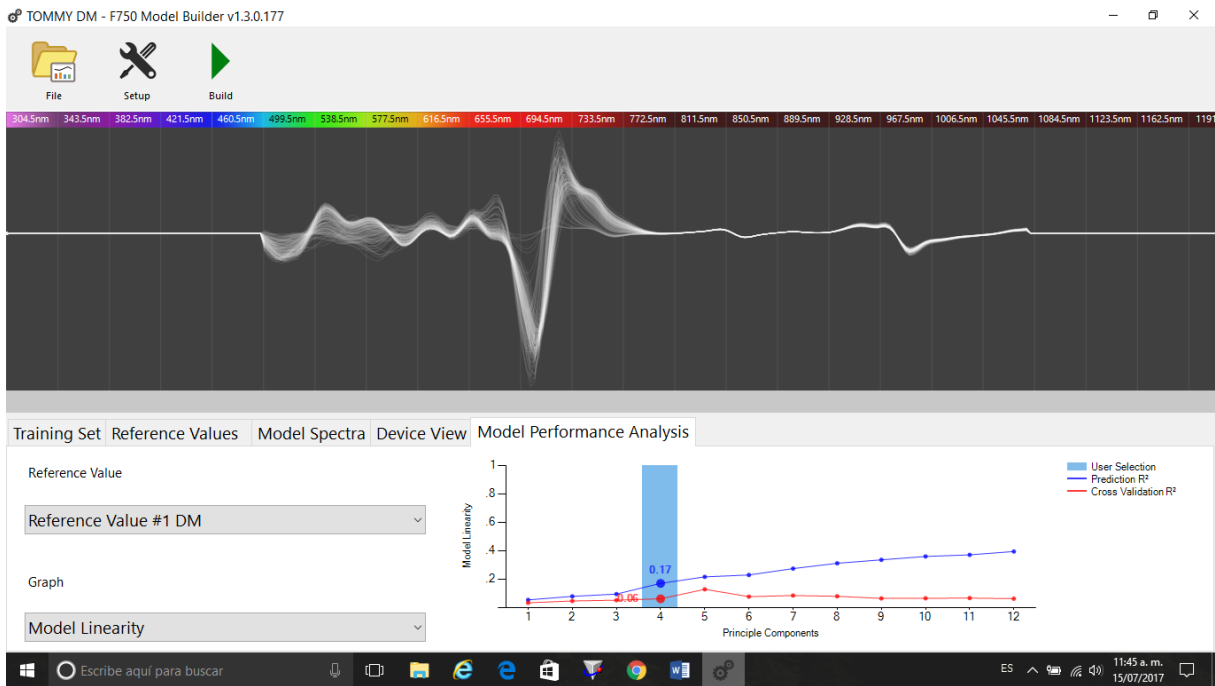 TOMMY DM - F750 Model Builder v1.3.0.177
File Setup Build
304.5nm 343.5nm 382.5nm 421.5nm 460.5nm 499.5nm 538.5nm 577.5nm 616.5nm 655.5nm 694.5nm 733.5nm 772.5nm 811.5nm 850.5nm 889.5nm 928.5nm 967.5nm 1006.5nm 1045.5nm 1084.5nm 1123.5nm 1162.5nm 1191
Training Set Reference Values Model Spectra Device View Model Performance Analysis
Reference Value
Reference Value #1 DM
Graph
Model Linearity
Model Linearity
1
.8
.6
.4
.2
0.17
0.06
1 2 3 4 5 6 7 8 9 10 11 12
Principle Components
User Selection
Prediction R²
Cross Validation R²
Escribe aquí para buscar
ES
11:45 a. m.
15/07/2017